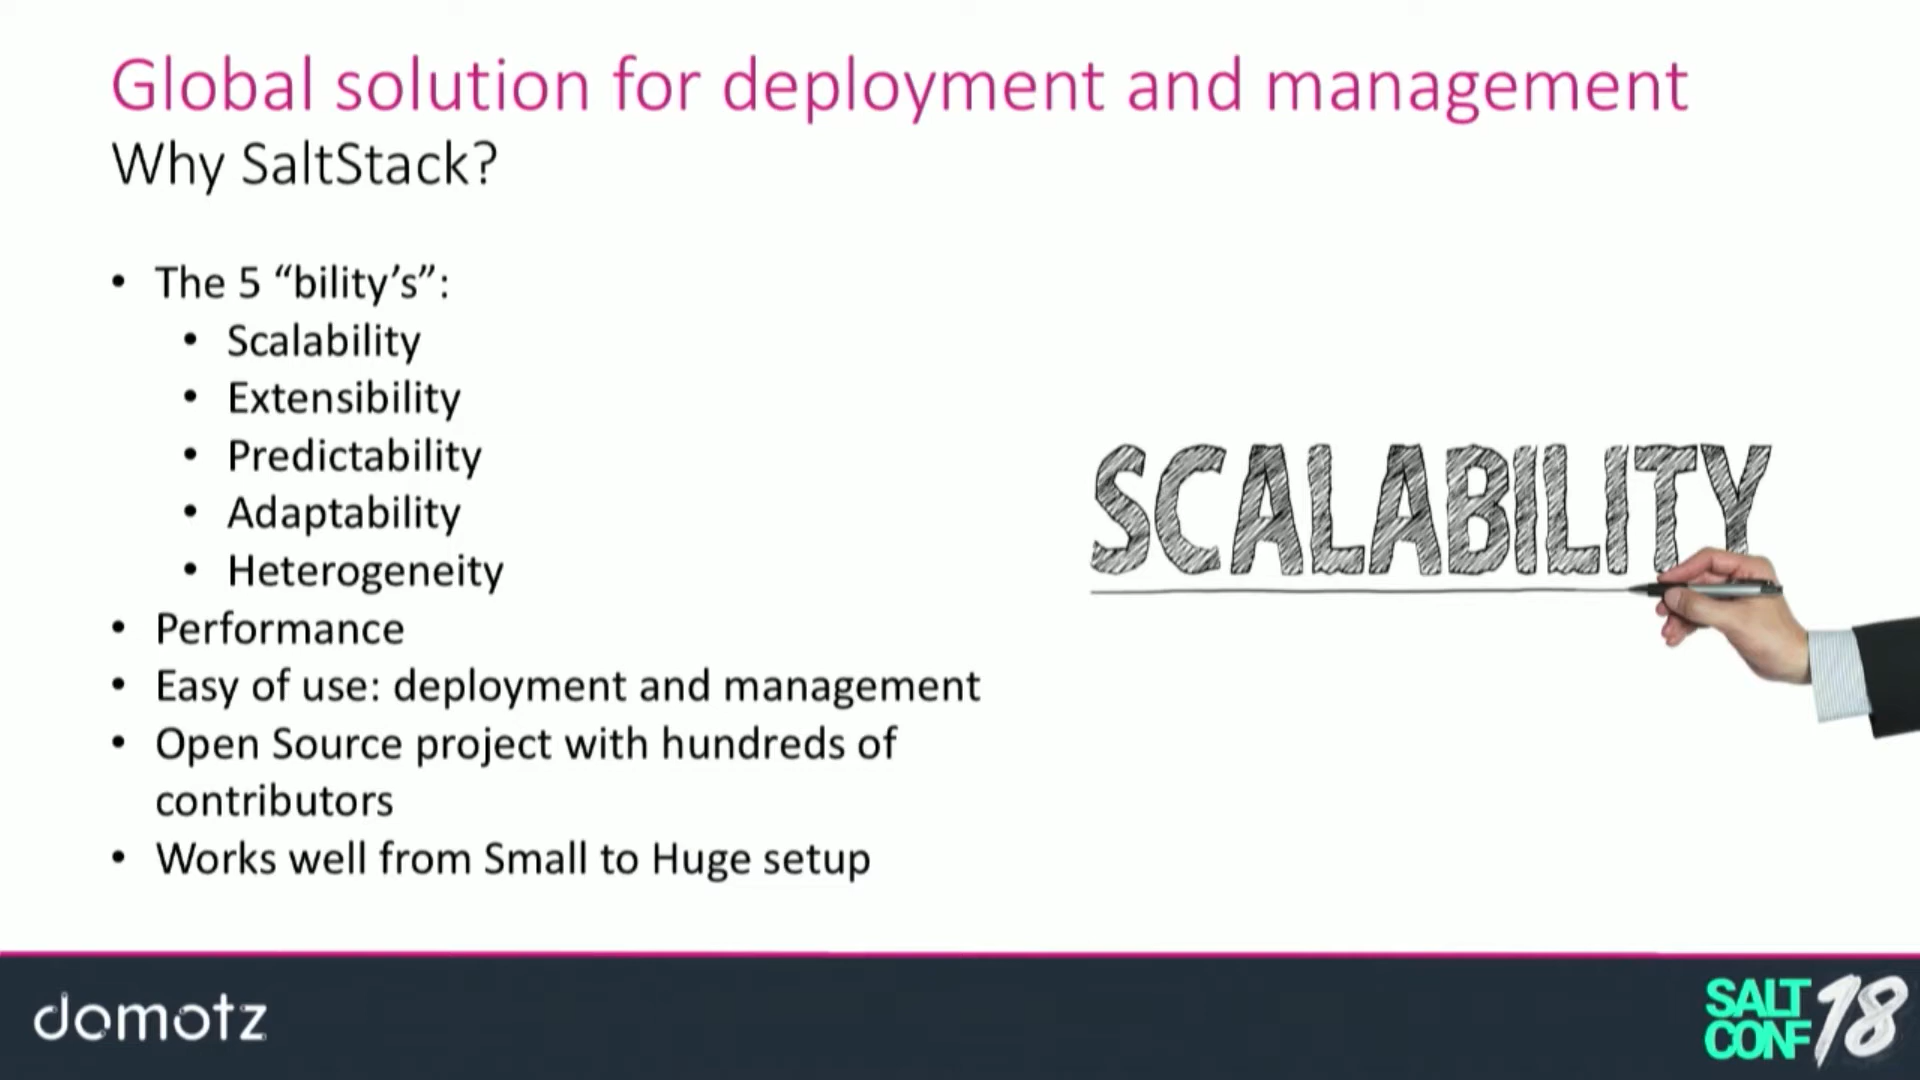 Global solution for deployment and management
Why SaltStack?
• The 5 “bility’s”:
• Scalability
• Extensibility
• Predictability
• Adaptability
• Heterogeneity
• Performance
• Easy of use: deployment and management
• Open Source project with hundreds of
contributors
• Works well from Small to Huge setup
SCALABILITY
domotz
SALT
CONF
18